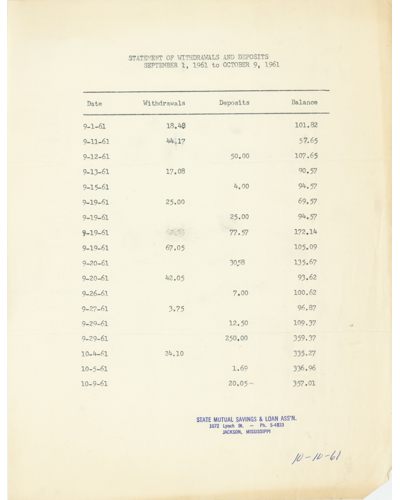 STATEMENT OF WITHDRAWALS AND DEPOSITS
SEPTEMBER 1, 1961 to OCTOBER 9, 1961
Date Withdrawals Deposits Balance
9-1-61 18.48 101.82
9-11-61 44.17 57.65
9-12-61 50.00 107.65
9-13-61 17.08 90.57
9-15-61 4.00 94.57
9-19-61 25.00 69.57
9-19-61 25.00 94.57
9-19-61 77.57 172.14
9-19-61 67.05 105.09
9-20-61 3058 135.67
9-20-61 42.05 93.62
9-26-61 7.00 100.62
9-27-61 3.75 96.87
9-29-61 12.50 109.37
9-29-61 250.00 359.37
10-4-61 24.10 335.27
10-5-61 1.69 336.96
10-9-61 20.05- 357.01
STATE MUTUAL SAVINGS & LOAN ASS'N.
1072 Lynch St. - Ph. 5-4833
JACKSON, MISSISSIPPI
10-10-61